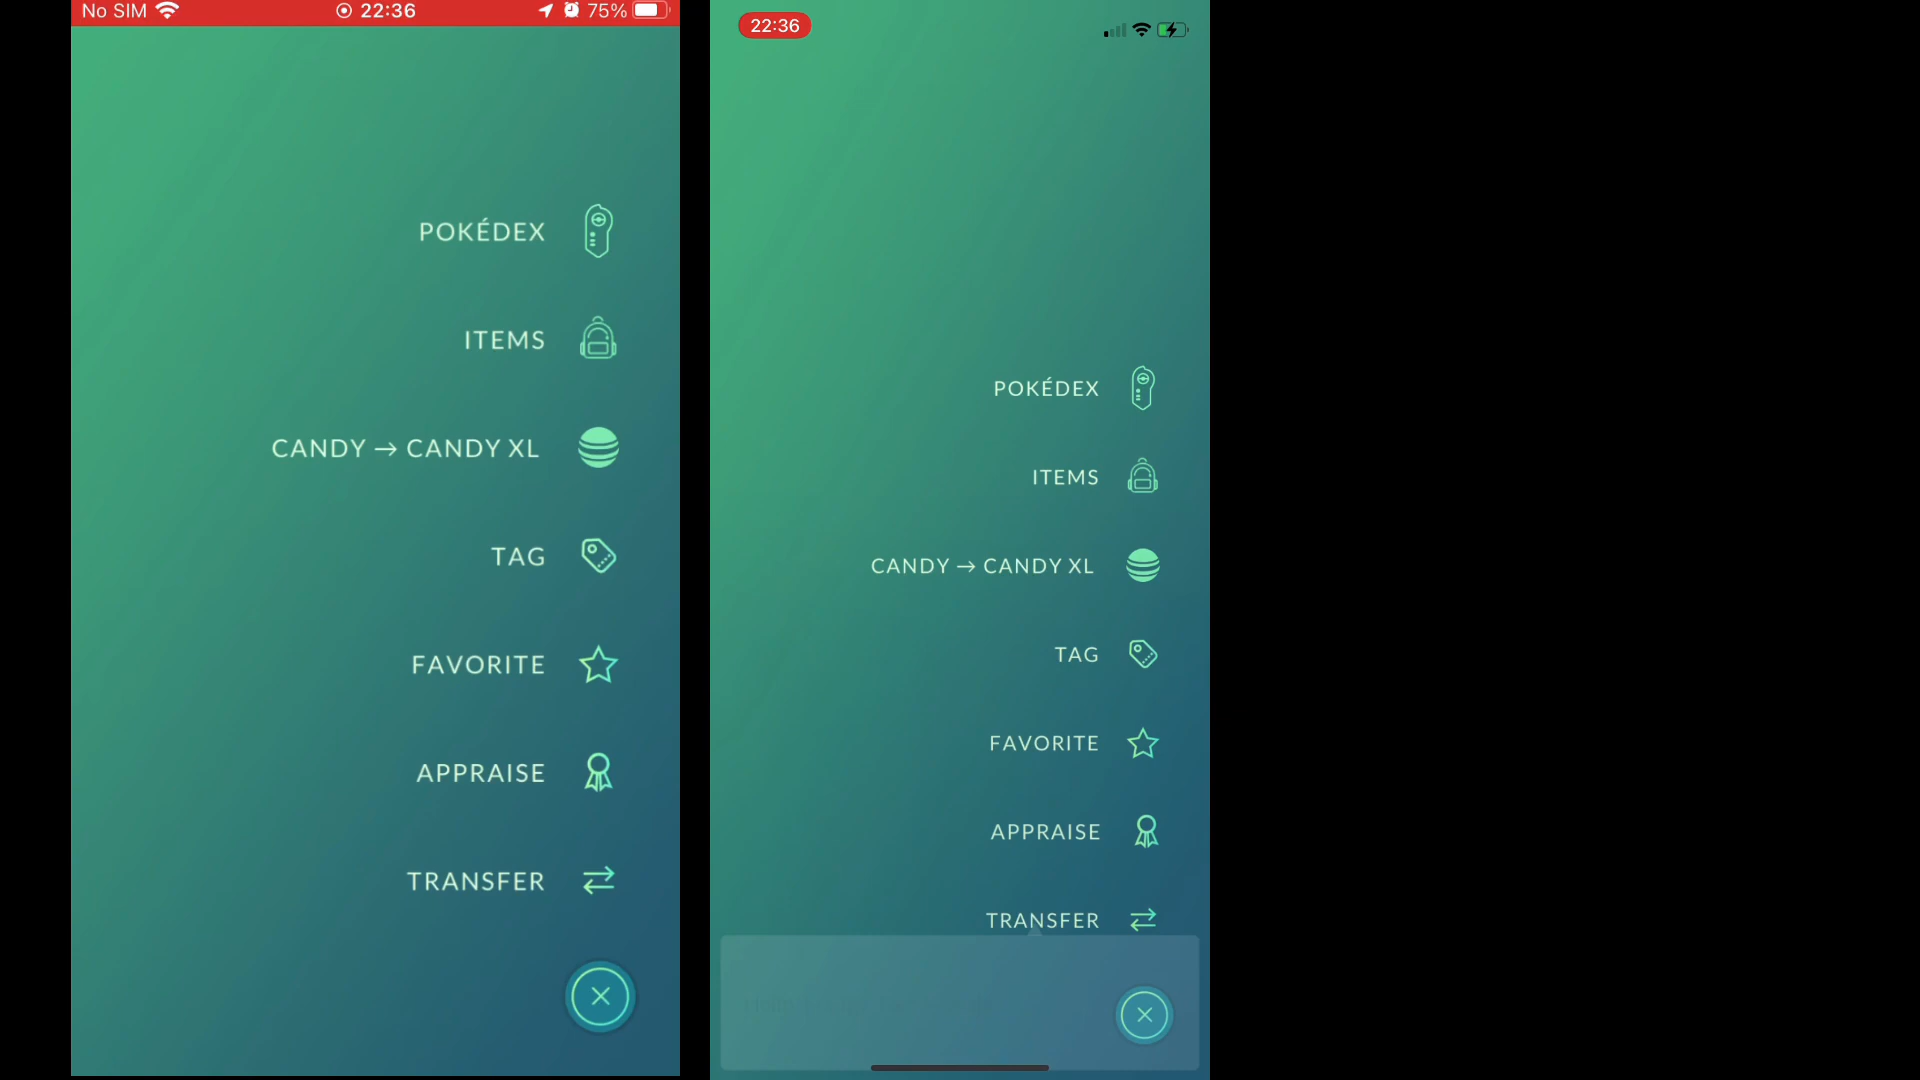 No SIM 22:36 75%
POKÉDEX
ITEMS
CANDY → CANDY XL
TAG
FAVORITE
APPRAISE
TRANSFER
22:36
POKÉDEX
ITEMS
CANDY → CANDY XL
TAG
FAVORITE
APPRAISE
TRANSFER